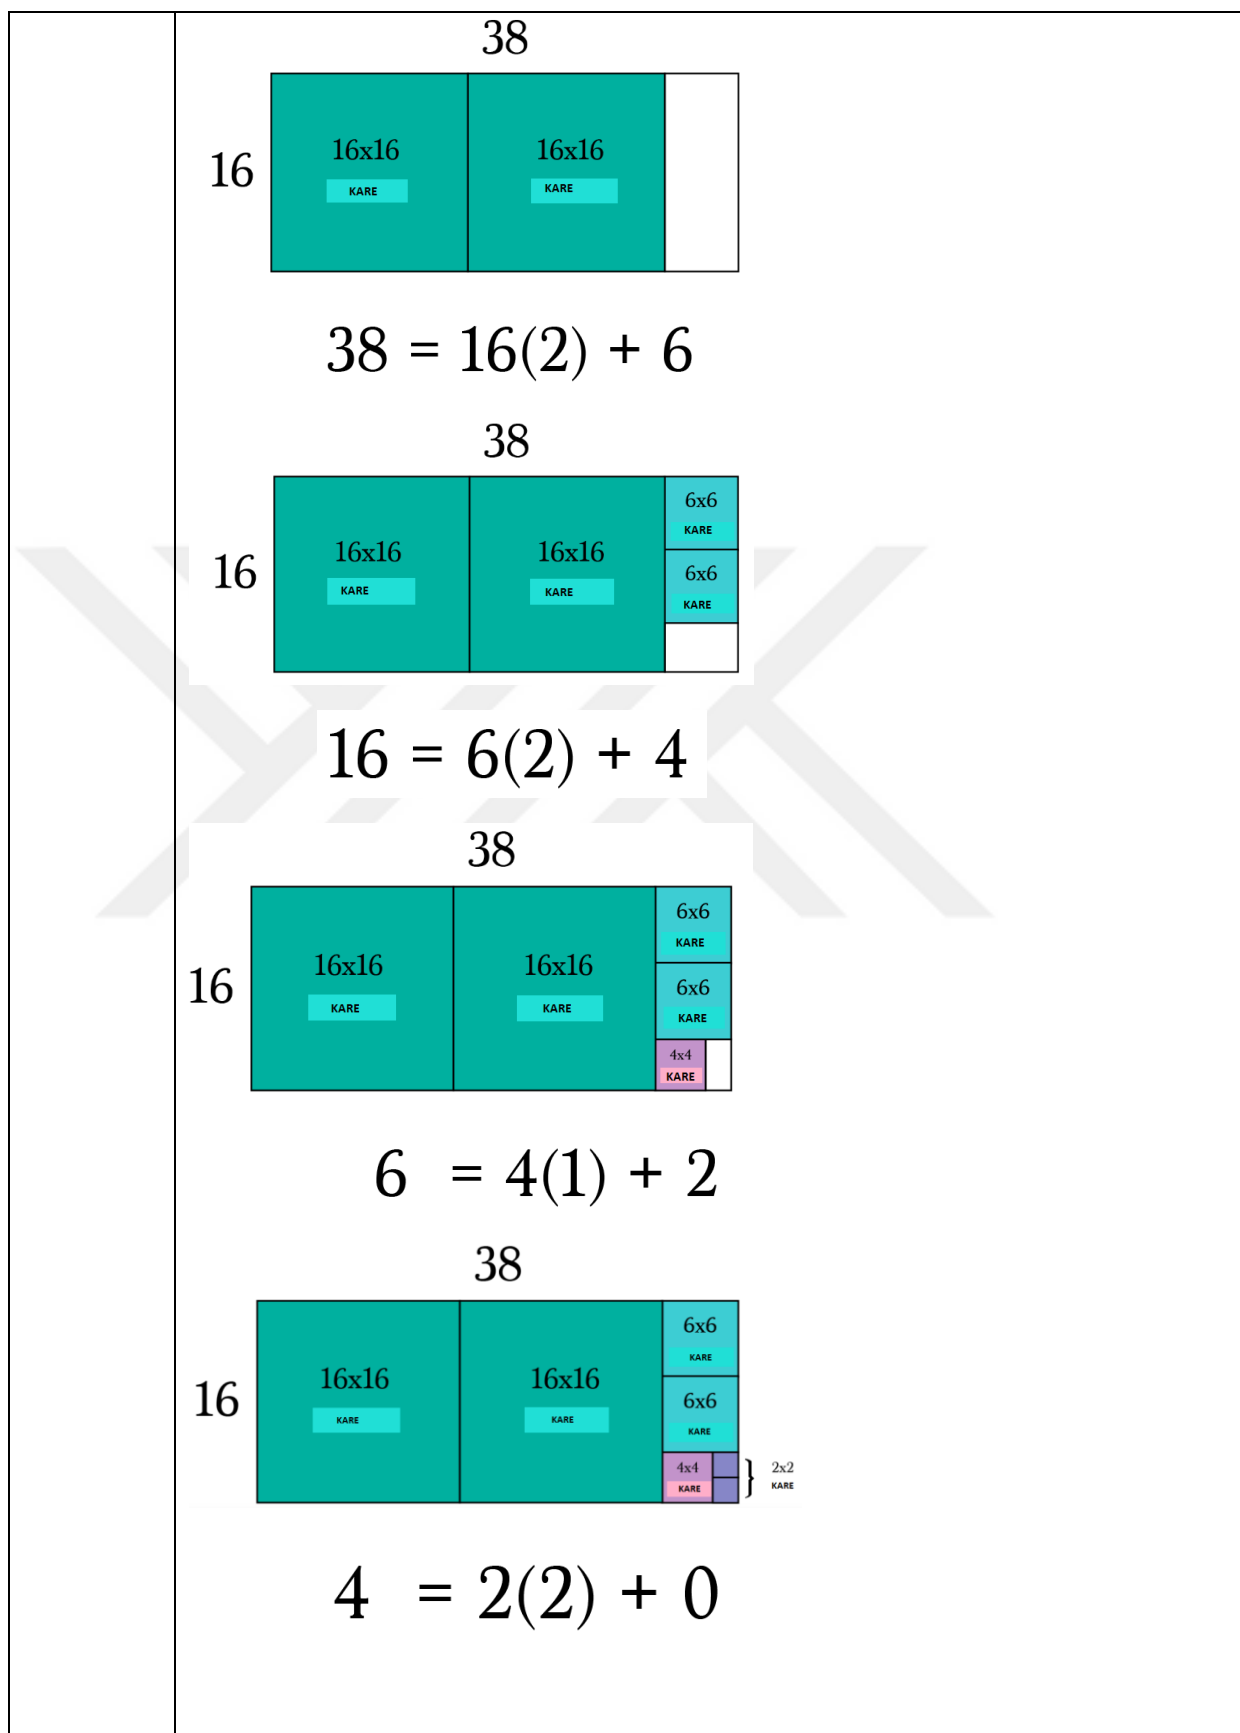 38
16x16 16x16
16
KARE KARE
38 = 16(2) + 6
38
6x6
KARE
16x16 16x16
16
6x6
KARE KARE
KARE
16 = 6(2) + 4
38
6x6
KARE
16x16 16x16
16
6x6
KARE KARE
KARE
4x4
KARE
6 = 4(1) + 2
38
6x6
KARE
16x16 16x16
16
6x6
KARE KARE
KARE
4x4 } 2x2
KARE KARE
4 = 2(2) + 0